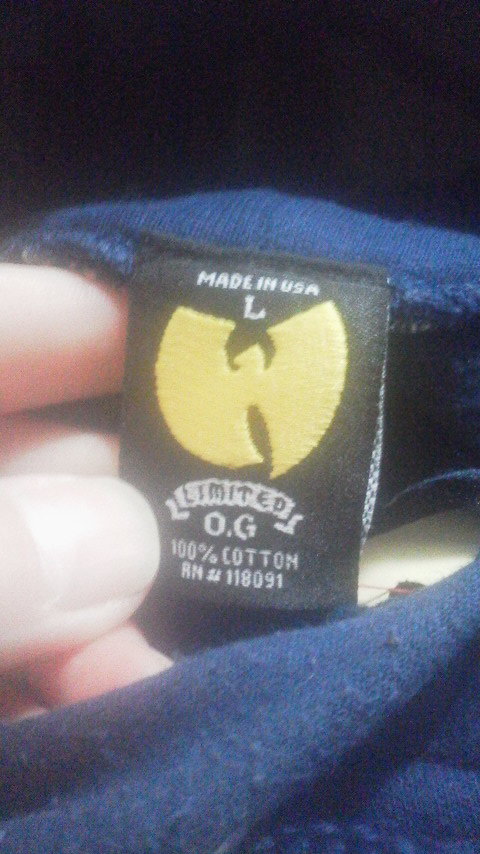 MADE IN USA
L
LIMITED
O.G
100% COTTON
RN # 118091